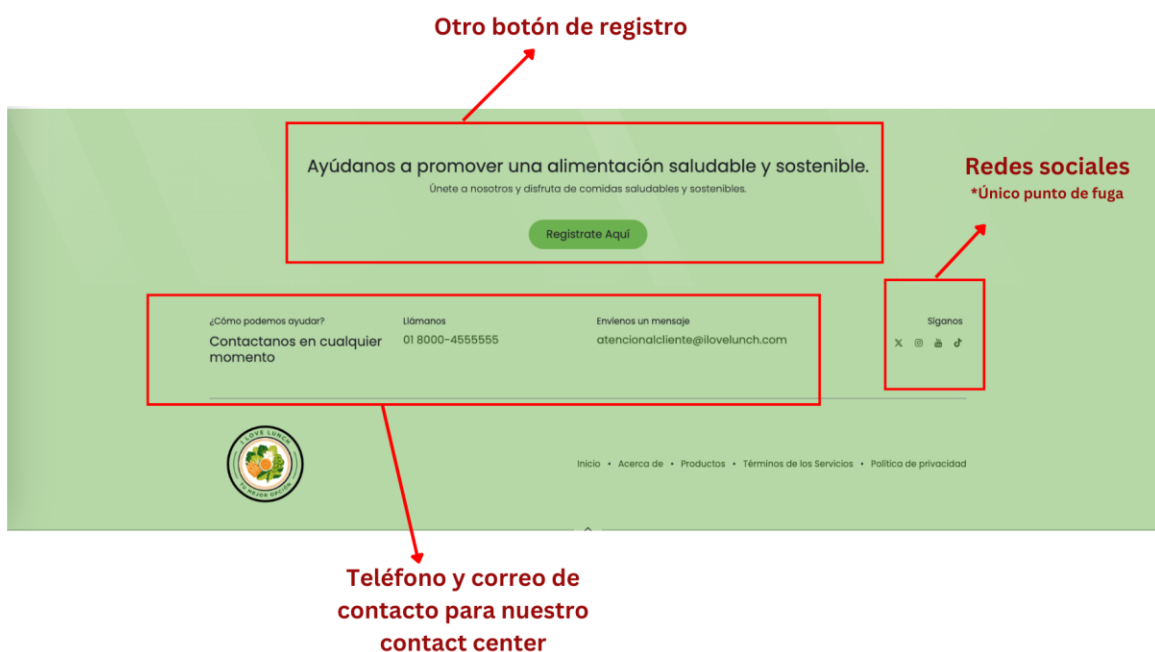 Otro botón de registro
Ayúdanos a promover una alimentación saludable y sostenible.
Únete a nosotros y disfruta de comidas saludables y sostenibles.
Registrate Aquí
Redes sociales
*Único punto de fuga
¿Cómo podemos ayudar?
Contactanos en cualquier
momento
Llámanos
01 8000-4555555
Envíenos un mensaje
atencionalcliente@ilovelunch.com
Síganos
I LOVE LUNCH
TU MEJOR OPCIÓN
Inicio • Acerca de • Productos • Términos de los Servicios • Política de privacidad
Teléfono y correo de
contacto para nuestro
contact center